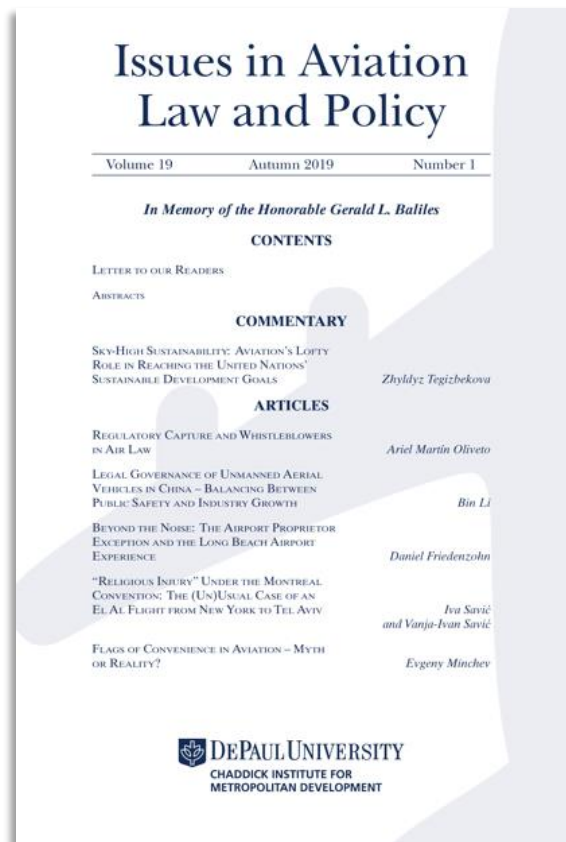 Issues in Aviation
Law and Policy
Volume 19 Autumn 2019 Number 1
In Memory of the Honorable Gerald L. Baliles
CONTENTS
LETTER TO OUR READERS
ABSTRACTS
COMMENTARY
SKY-HIGH SUSTAINABILITY: AVIATION'S LOFTY
ROLE IN REACHING THE UNITED NATIONS'
SUSTAINABLE DEVELOPMENT GOALS Zhyldyz Tegizbekova
ARTICLES
REGULATORY CAPTURE AND WHISTLEBLOWERS
IN AIR LAW Ariel Martín Oliveto
LEGAL GOVERNANCE OF UNMANNED AERIAL
VEHICLES IN CHINA – BALANCING BETWEEN
PUBLIC SAFETY AND INDUSTRY GROWTH Bin Li
BEYOND THE NOISE: THE AIRPORT PROPRIETOR
EXCEPTION AND THE LONG BEACH AIRPORT
EXPERIENCE Daniel Friedenzohn
"RELIGIOUS INJURY" UNDER THE MONTREAL
CONVENTION: THE (UN)USUAL CASE OF AN
EL AL FLIGHT FROM NEW YORK TO TEL AVIV Iva Savić
and Vanja-Ivan Savić
FLAGS OF CONVENIENCE IN AVIATION – MYTH
OR REALITY? Evgeny Minchev
DEPAUL UNIVERSITY
CHADDICK INSTITUTE FOR
METROPOLITAN DEVELOPMENT